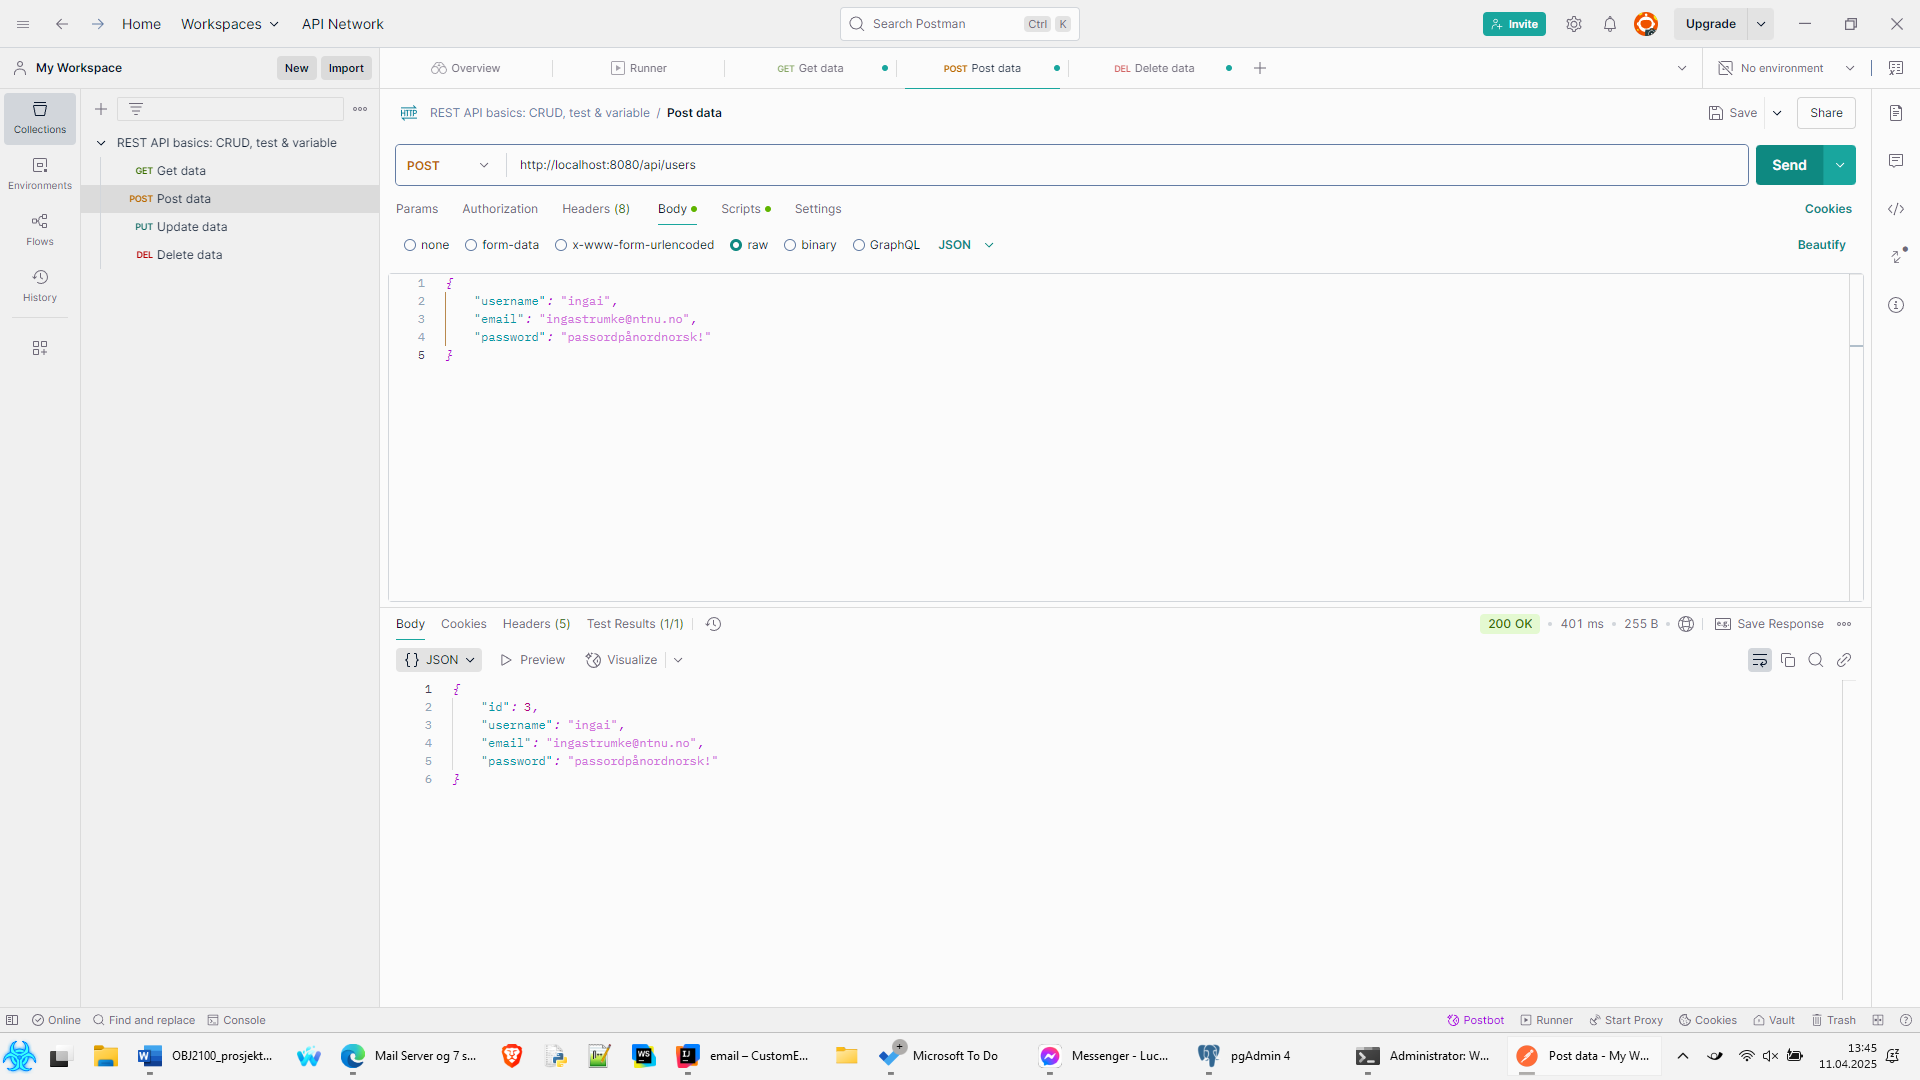 Home
Workspaces
API Network
Search Postman
Ctrl
K
Invite
Upgrade
My Workspace
New
Import
Overview
Runner
GET Get data
POST Post data
DEL Delete data
No environment
Collections
Environments
Flows
History
REST API basics: CRUD, test & variable
GET Get data
POST Post data
PUT Update data
DEL Delete data
HTTP
REST API basics: CRUD, test & variable / Post data
Save
Share
POST
http://localhost:8080/api/users
Send
Params
Authorization
Headers (8)
Body
Scripts
Settings
Cookies
none
form-data
x-www-form-urlencoded
raw
binary
GraphQL
JSON
Beautify
1 {
2 "username": "ingai",
3 "email": "ingastrumke@ntnu.no",
4 "password": "passordpånordnorsk!"
5 }
Body
Cookies
Headers (5)
Test Results (1/1)
200 OK
401 ms
255 B
e.g.
Save Response
{} JSON
Preview
Visualize
1 {
2 "id": 3,
3 "username": "ingai",
4 "email": "ingastrumke@ntnu.no",
5 "password": "passordpånordnorsk!"
6 }
Online
Find and replace
Console
Postbot
Runner
Start Proxy
Cookies
Vault
Trash
OBJ2100_prosjekt...
Mail Server og 7 s...
WS
email – CustomE...
Microsoft To Do
Messenger - Luc...
pgAdmin 4
Administrator: W...
Post data - My W...
13:45
11.04.2025